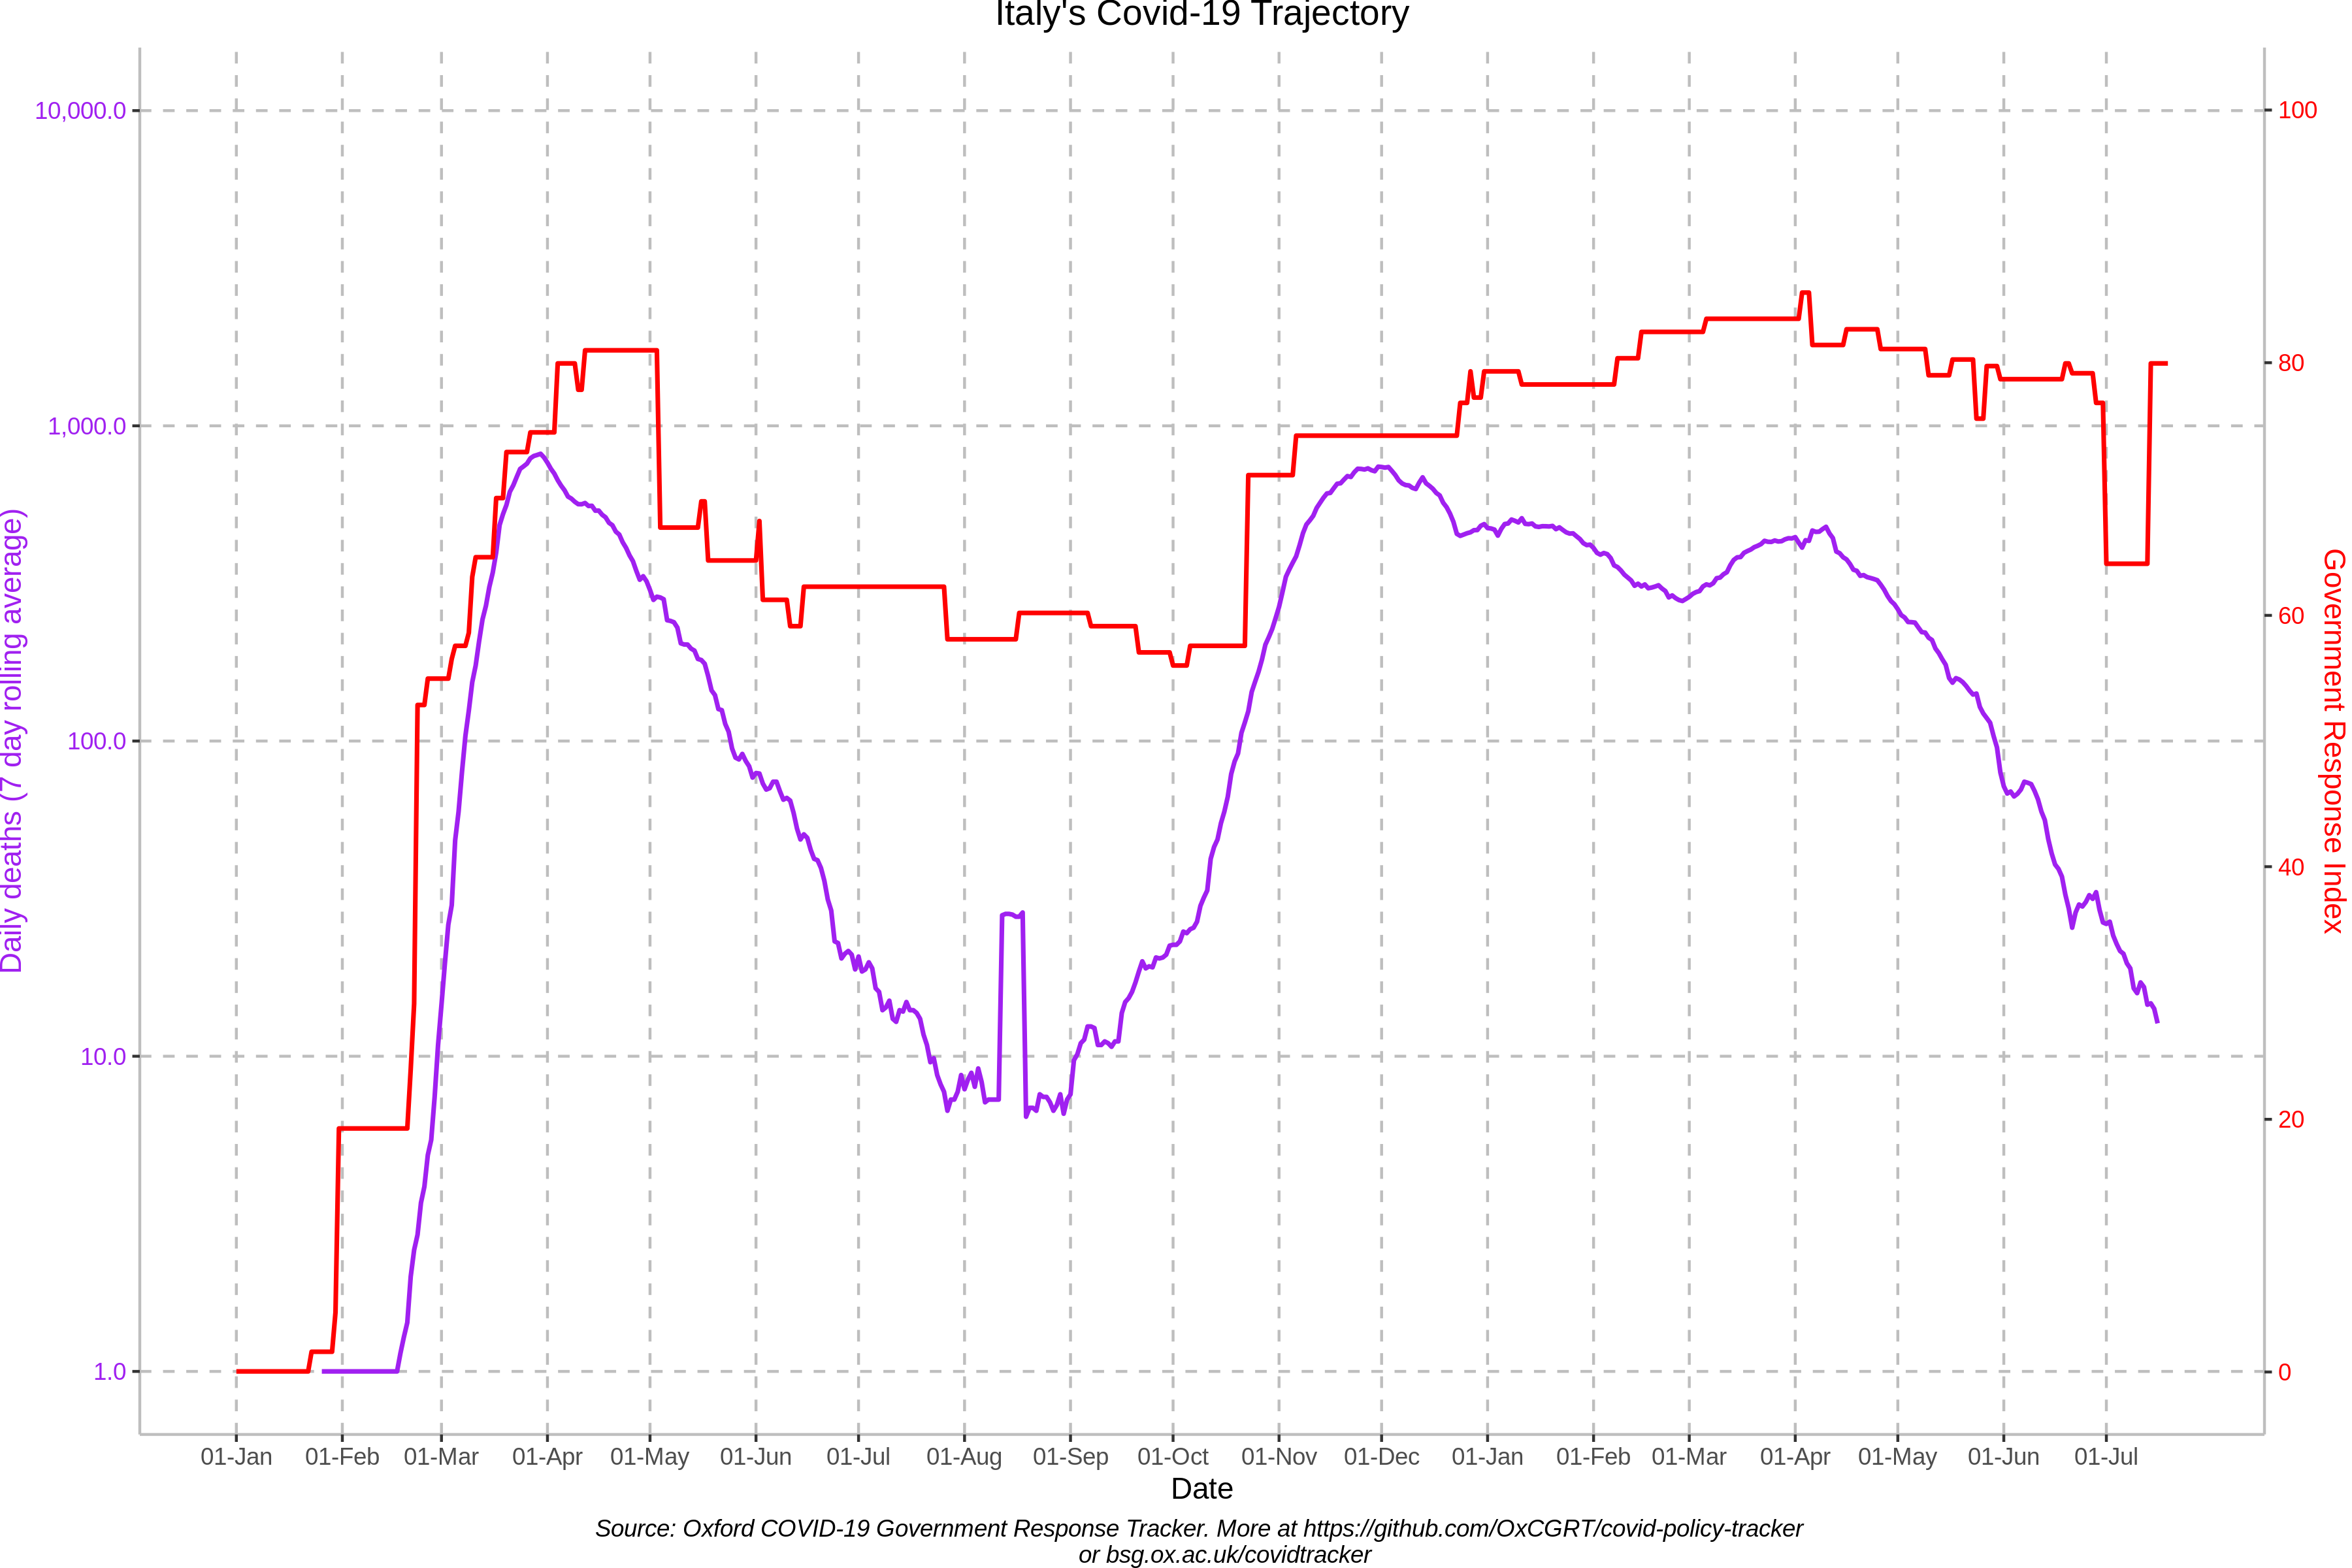 Italy's Covid-19 Trajectory
10,000.0
1,000.0
100.0
10.0
1.0
Daily deaths (7 day rolling average)
100
80
60
40
20
0
Government Response Index
01-Jan 01-Feb 01-Mar 01-Apr 01-May 01-Jun 01-Jul 01-Aug 01-Sep 01-Oct 01-Nov 01-Dec 01-Jan 01-Feb 01-Mar 01-Apr 01-May 01-Jun 01-Jul
Date
Source: Oxford COVID-19 Government Response Tracker. More at https://github.com/OxCGRT/covid-policy-tracker
or bsg.ox.ac.uk/covidtracker